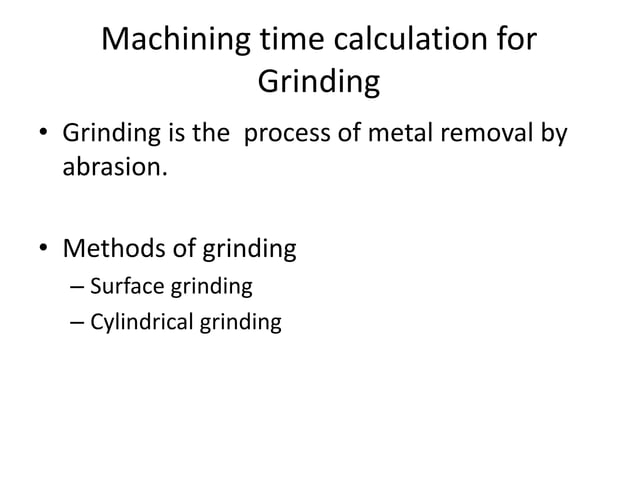 Machining time calculation for
Grinding
• Grinding is the  process of metal removal by
abrasion.
• Methods of grinding
– Surface grinding
– Cylindrical grinding